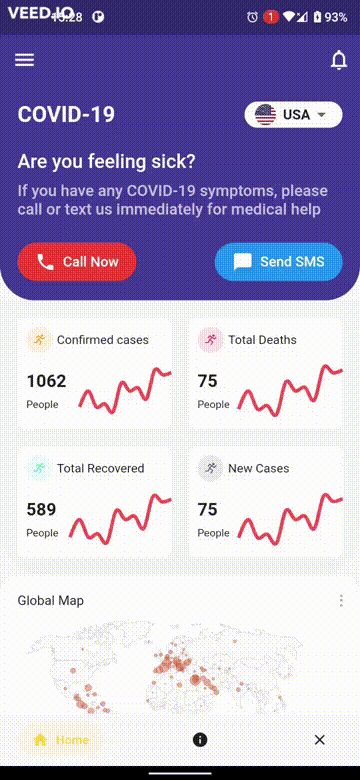 VEED.IO
15:28
1
93%
COVID-19
USA
Are you feeling sick?
If you have any COVID-19 symptoms, please
call or text us immediately for medical help
Call Now
Send SMS
Confirmed cases
1062
People
Total Deaths
75
People
Total Recovered
589
People
New Cases
75
People
Global Map
Home